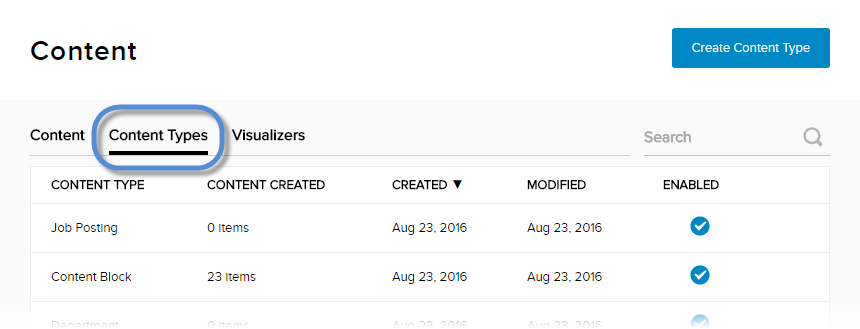 Content
Create Content Type
Content Content Types Visualizers Search
CONTENT TYPE CONTENT CREATED CREATED ▼ MODIFIED ENABLED
Job Posting 0 items Aug 23, 2016 Aug 23, 2016
Content Block 23 items Aug 23, 2016 Aug 23, 2016
Department 0 items Aug 23, 2016 Aug 23, 2016